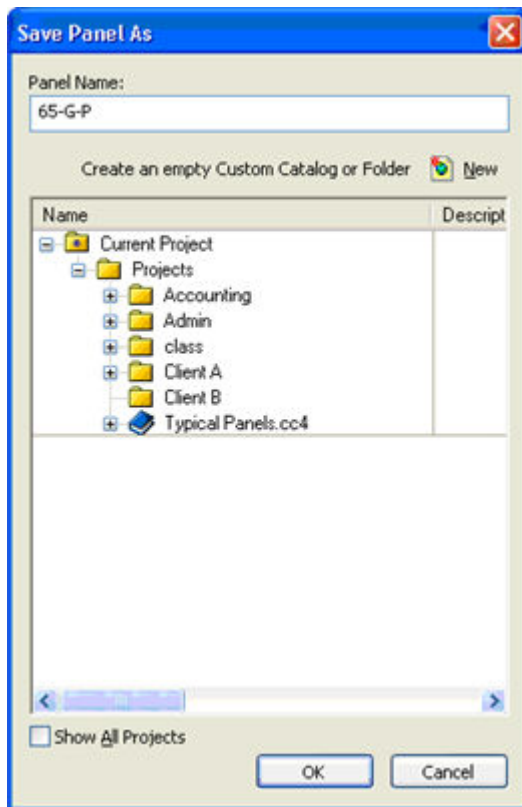 Save Panel As
Panel Name:
65-G-P
Create an empty Custom Catalog or Folder New
Name Descript
Current Project
Projects
Accounting
Admin
class
Client A
Client B
Typical Panels.cc4
Show All Projects
OK Cancel